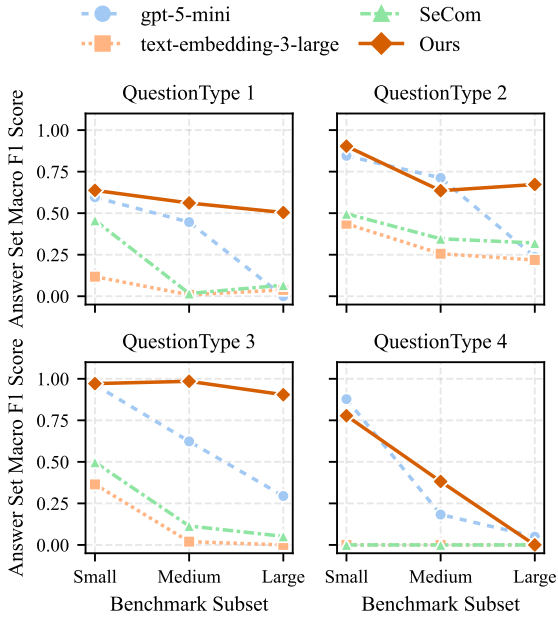 gpt-5-mini
text-embedding-3-large
SeCom
Ours
QuestionType 1
QuestionType 2
Answer Set Macro F1 Score
1.00
0.75
0.50
0.25
0.00
QuestionType 3
QuestionType 4
Answer Set Macro F1 Score
1.00
0.75
0.50
0.25
0.00
Small Medium Large
Small Medium Large
Benchmark Subset
Benchmark Subset